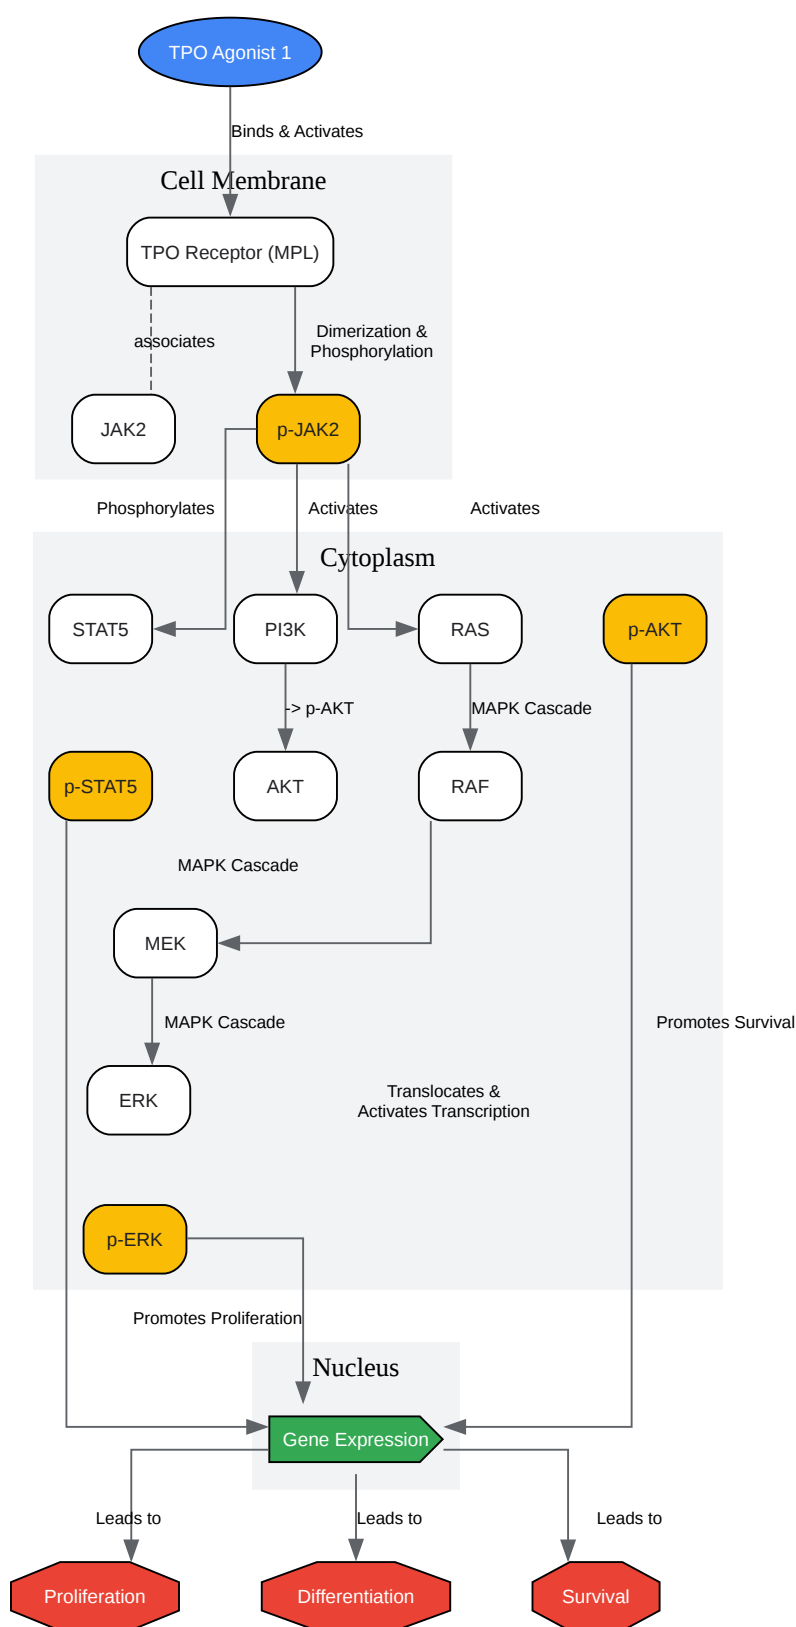 TPO Agonist 1
Binds & Activates
Cell Membrane
TPO Receptor (MPL)
associates
Dimerization &
Phosphorylation
JAK2
p-JAK2
Phosphorylates
Activates
Activates
Cytoplasm
STAT5
PI3K
RAS
p-AKT
-> p-AKT
MAPK Cascade
p-STAT5
AKT
RAF
MAPK Cascade
MEK
MAPK Cascade
Promotes Survival
ERK
Translocates &
Activates Transcription
p-ERK
Promotes Proliferation
Nucleus
Gene Expression
Leads to
Leads to
Leads to
Proliferation
Differentiation
Survival